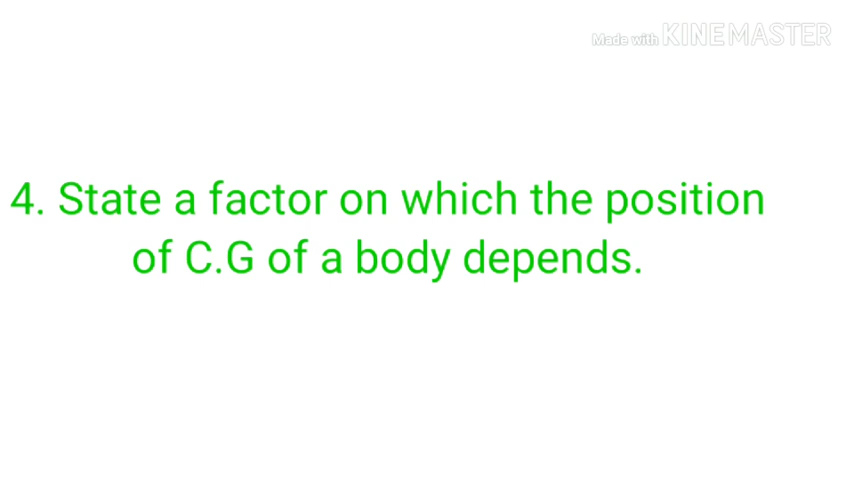 Made with KINEMASTER
4. State a factor on which the position
of C.G of a body depends.